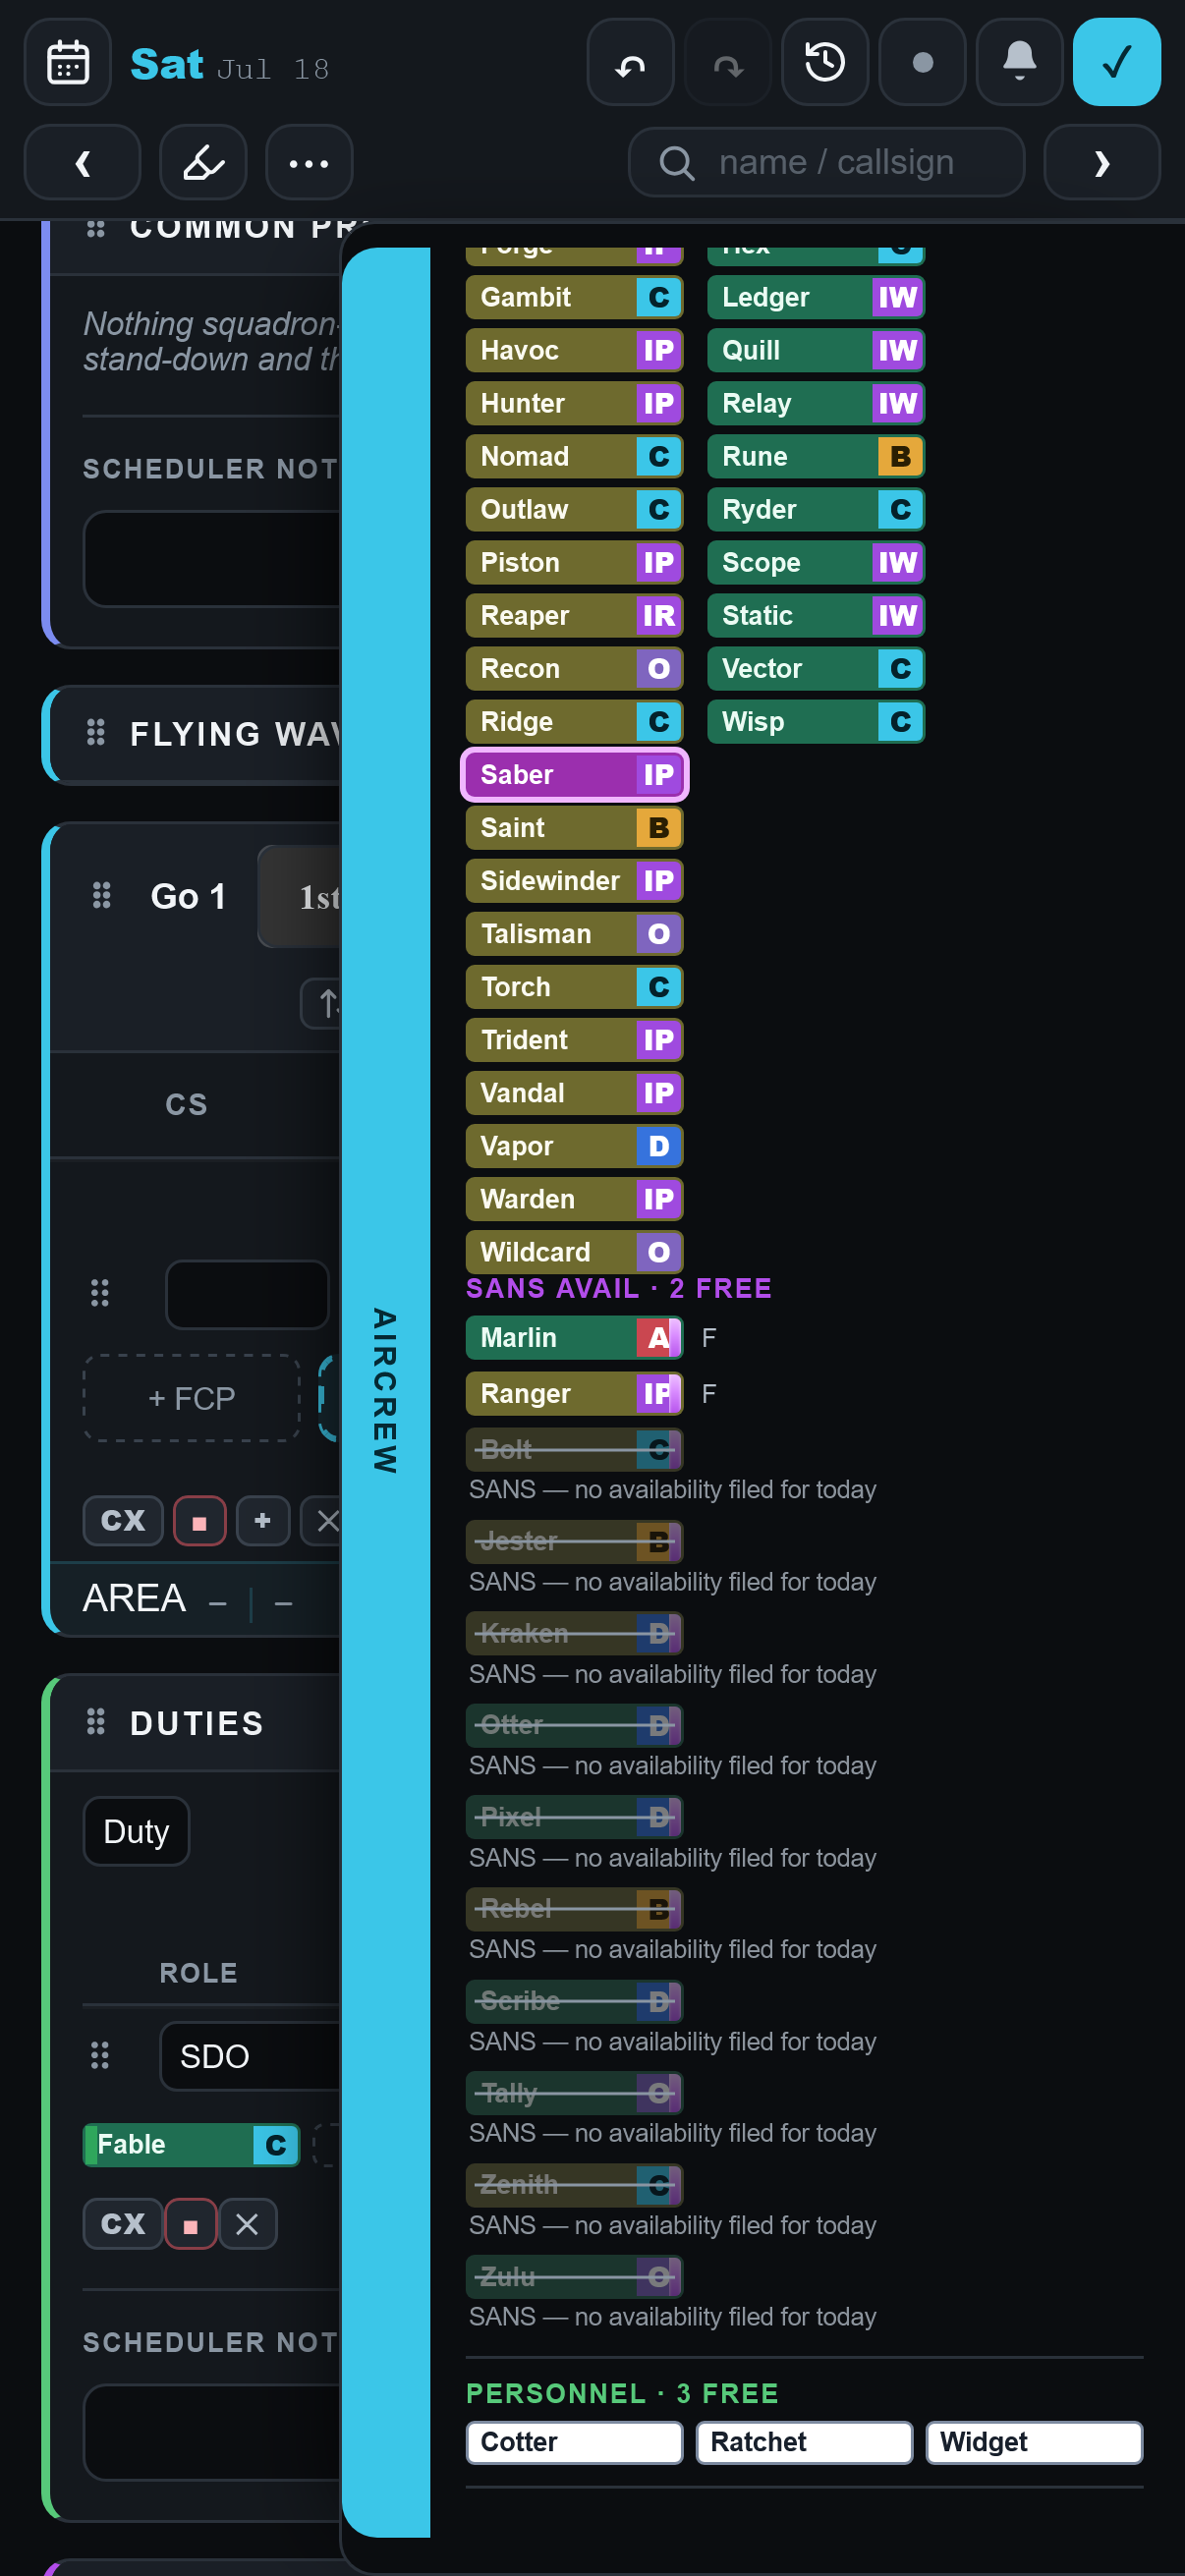 Sat Jul 18
name / callsign
COMMON PR
Nothing squadron-
stand-down and th
SCHEDULER NOT
FLYING WAV
Go 1 1st
CS
+ FCP
CX +
AREA – | –
DUTIES
Duty
ROLE
SDO
Fable C
CX
SCHEDULER NOT
AIRCREW
Forge IP Hex C
Gambit C Ledger IW
Havoc IP Quill IW
Hunter IP Relay IW
Nomad C Rune B
Outlaw C Ryder C
Piston IP Scope IW
Reaper IR Static IW
Recon O Vector C
Ridge C Wisp C
Saber IP
Saint B
Sidewinder IP
Talisman O
Torch C
Trident IP
Vandal IP
Vapor D
Warden IP
Wildcard O
SANS AVAIL · 2 FREE
Marlin A F
Ranger IP F
Bolt C
SANS — no availability filed for today
Jester B
SANS — no availability filed for today
Kraken D
SANS — no availability filed for today
Otter D
SANS — no availability filed for today
Pixel D
SANS — no availability filed for today
Rebel B
SANS — no availability filed for today
Scribe D
SANS — no availability filed for today
Tally O
SANS — no availability filed for today
Zenith C
SANS — no availability filed for today
Zulu O
SANS — no availability filed for today
PERSONNEL · 3 FREE
Cotter Ratchet Widget